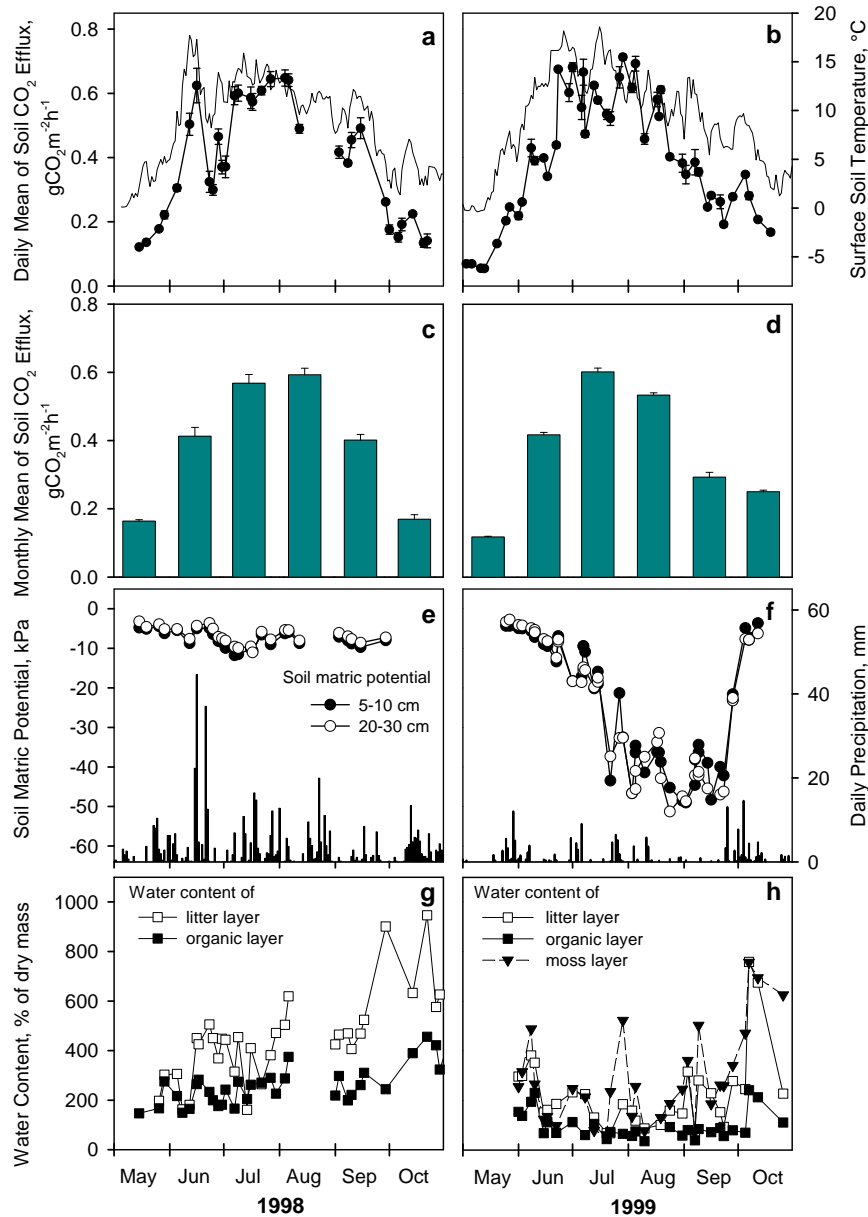 a
b
0.8
0.6
0.4
0.2
0.0
Daily Mean of Soil CO2 Efflux,
gCO2m-2h-1
20
15
10
5
0
-5
Surface Soil Temperature, °C
c
d
0.8
0.6
0.4
0.2
0.0
Monthly Mean of Soil CO2 Efflux,
gCO2m-2h-1
e
f
0
-10
-20
-30
-40
-50
-60
Soil Matric Potential, kPa
Soil matric potential
5-10 cm
20-30 cm
60
40
20
0
Daily Precipitation, mm
g
h
1000
800
600
400
200
0
Water Content, % of dry mass
Water content of
litter layer
organic layer
Water content of
litter layer
organic layer
moss layer
May Jun Jul Aug Sep Oct
1998
May Jun Jul Aug Sep Oct
1999